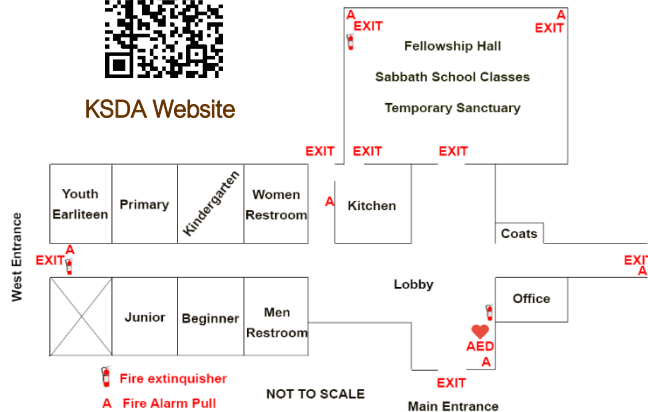 KSDA Website
A
A
EXIT
EXIT
Fellowship Hall
Sabbath School Classes
Temporary Sanctuary
EXIT
EXIT
EXIT
Youth
Earliteen
Primary
Kindergarten
Women
Restroom
A
Kitchen
Coats
West Entrance
A
EXIT
EXIT
A
Lobby
Office
Junior
Beginner
Men
Restroom
AED
A
EXIT
Main Entrance
Fire extinquisher
A Fire Alarm Pull
NOT TO SCALE